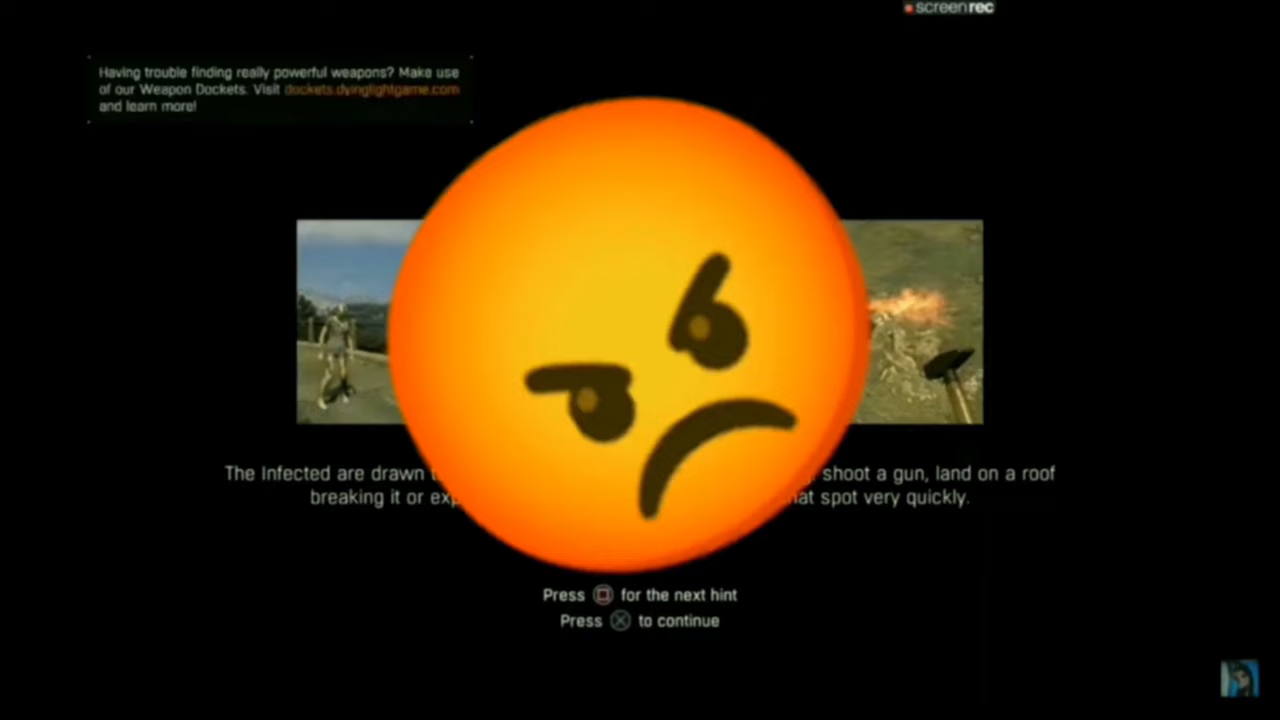 screenrec
Having trouble finding really powerful weapons? Make use
of our Weapon Dockets. Visit dockets.dyinglightgame.com
and learn more!
The Infected are drawn shoot a gun, land on a roof
breaking it or spot very quickly.
Press for the next hint
Press to continue